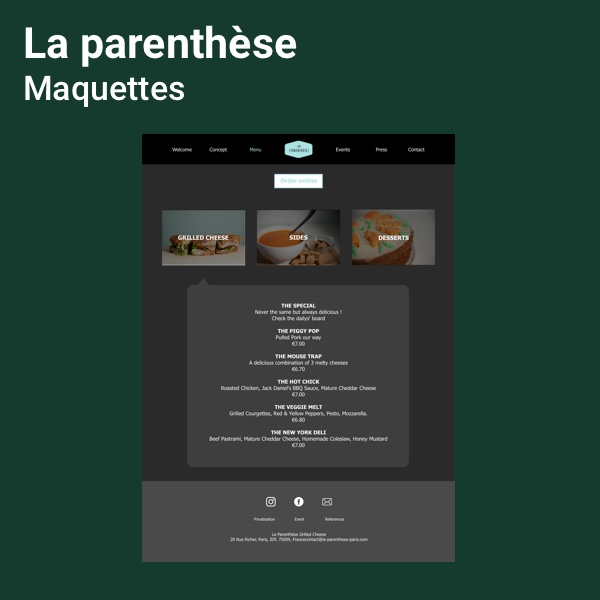 La parenthèse
Maquettes
Welcome Concept Menu Events Press Contact
Order online
GRILLED CHEESE SIDES DESSERTS
THE SPECIAL
Never the same but always delicious !
Check the dailys' board
THE PIGGY POP
Pulled Pork our way
€7.00
THE MOUSE TRAP
A delicious combination of 3 melty cheeses
€6.70
THE HOT CHICK
Roasted Chicken, Jack Daniel's BBQ Sauce, Mature Cheddar Cheese
€7.00
THE VEGGIE MELT
Grilled Courgettes, Red & Yellow Peppers, Pesto, Mozzarella.
€6.80
THE NEW YORK DELI
Beef Pastrami, Mature Cheddar Cheese, Homemade Coleslaw, Honey Mustard
€7.00
Privatisation Event References
La Parenthèse Grilled Cheese
20 Rue Richer, Paris, IDF, 75009, Francecontact@la-parenthese-paris.com